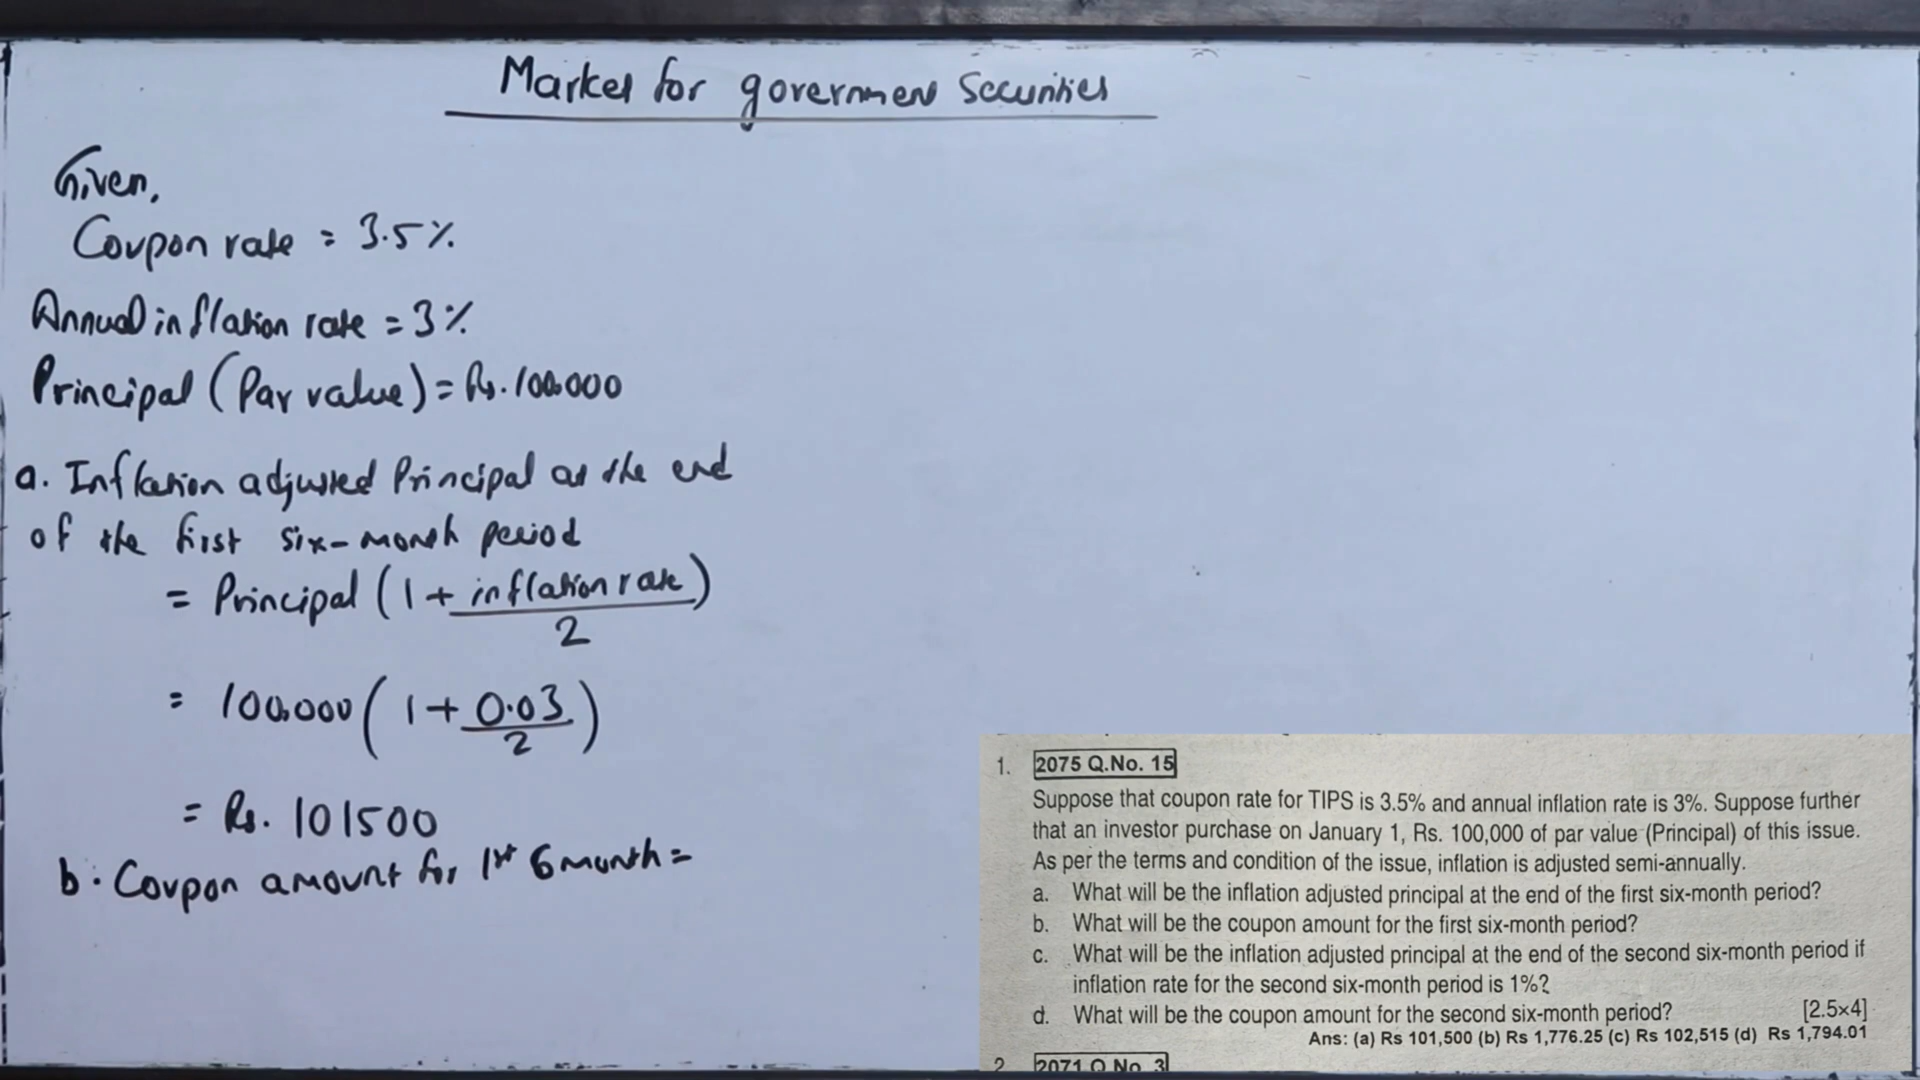 Market for government Securities
Given,
Coupon rate = 3.5%
Annual inflation rate = 3%
Principal (Par value) = Rs. 100,000
a. Inflation adjusted Principal at the end
of the first six-month period
= Principal (1 + inflation rate / 2)
= 100,000 (1 + 0.03 / 2)
= Rs. 101500
b. Coupon amount for 1st 6 month =
1. 2075 Q.No. 15
Suppose that coupon rate for TIPS is 3.5% and annual inflation rate is 3%. Suppose further
that an investor purchase on January 1, Rs. 100,000 of par value (Principal) of this issue.
As per the terms and condition of the issue, inflation is adjusted semi-annually.
a. What will be the inflation adjusted principal at the end of the first six-month period?
b. What will be the coupon amount for the first six-month period?
c. What will be the inflation adjusted principal at the end of the second six-month period if
inflation rate for the second six-month period is 1%?
d. What will be the coupon amount for the second six-month period? [2.5×4]
Ans: (a) Rs 101,500 (b) Rs 1,776.25 (c) Rs 102,515 (d) Rs 1,794.01
2. 2071 Q.No. 3